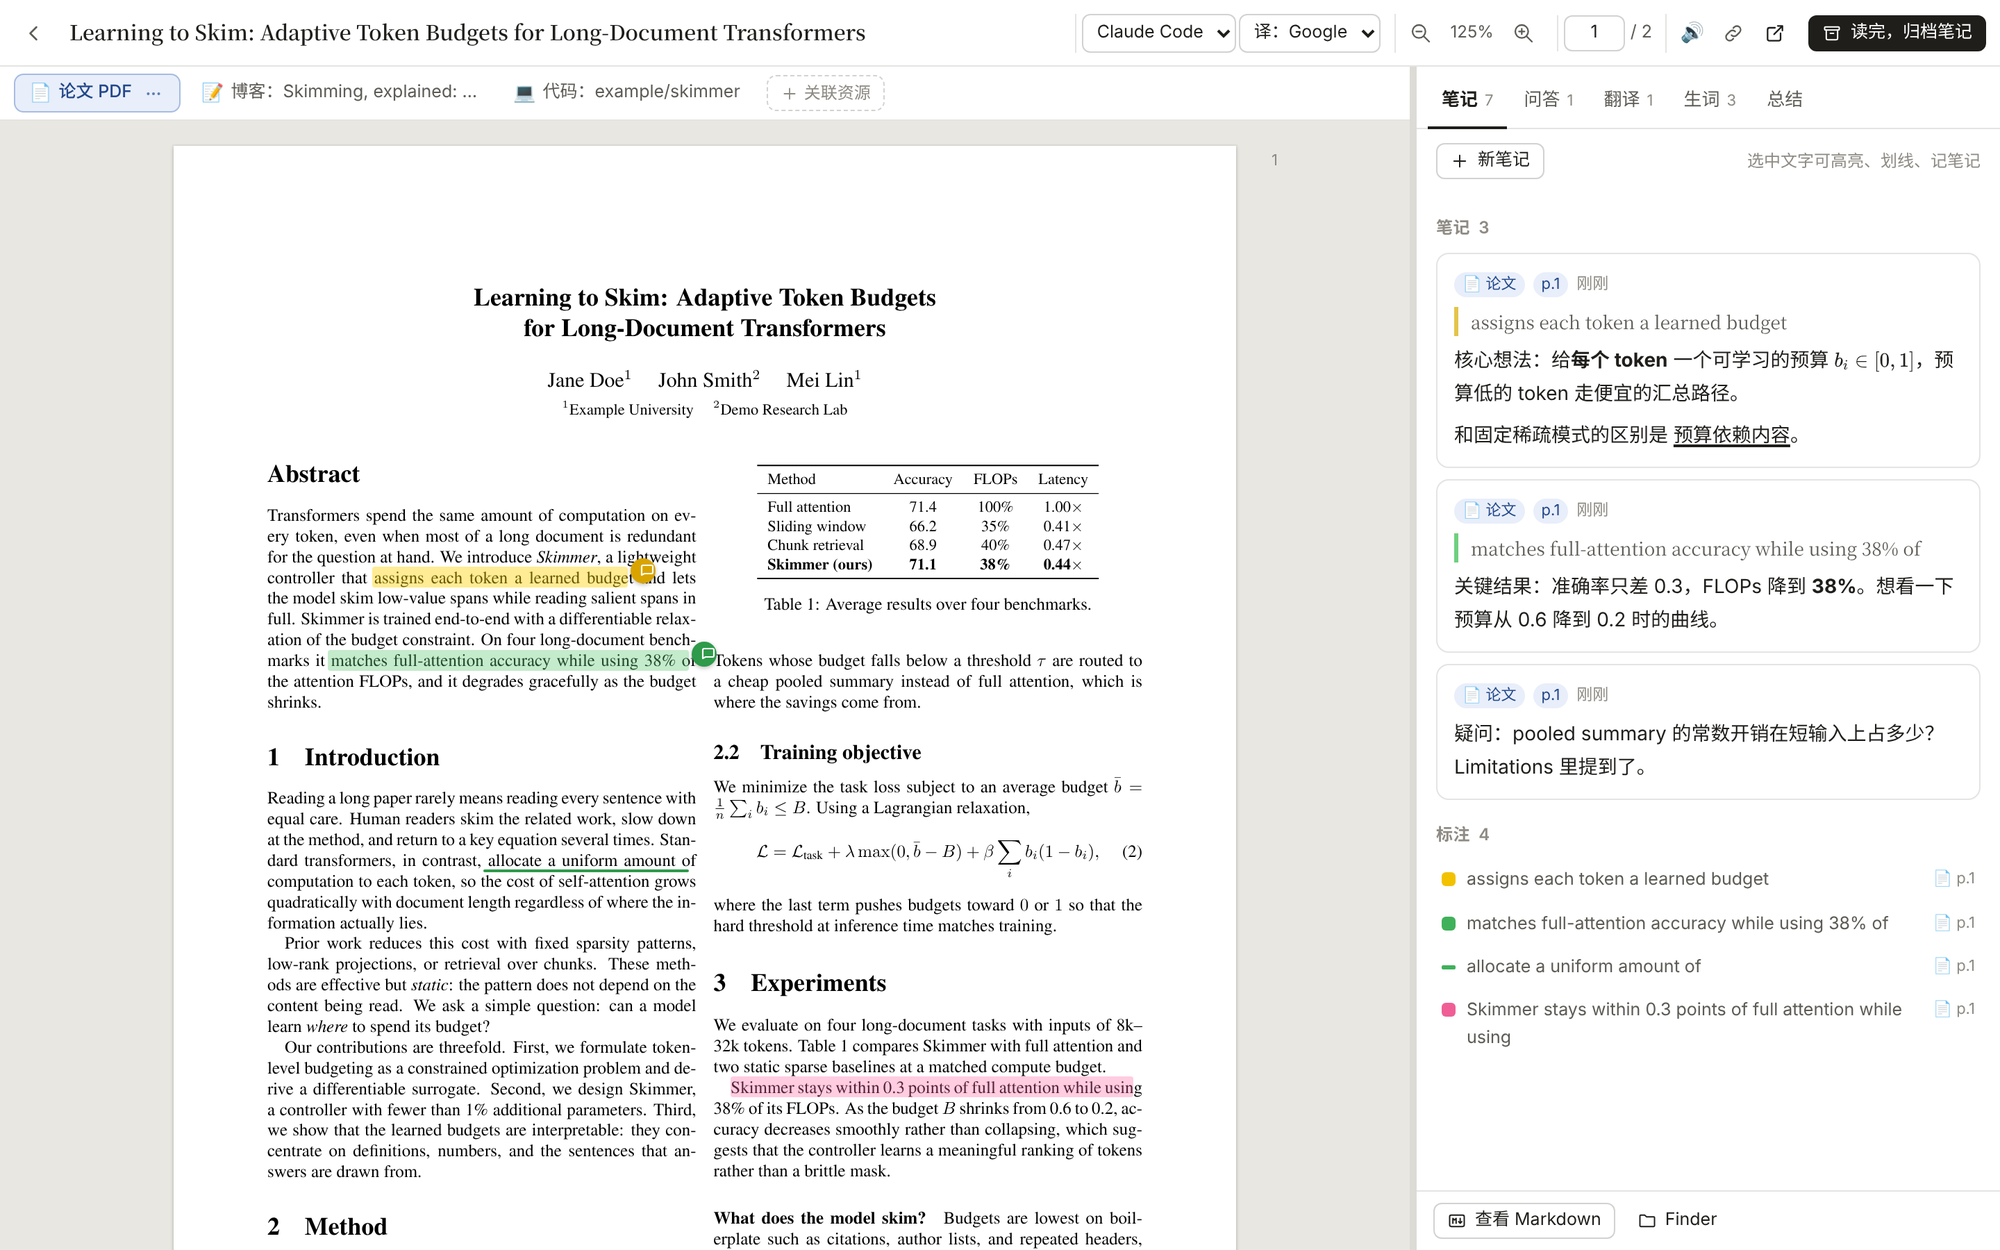 Learning to Skim: Adaptive Token Budgets for Long-Document Transformers
Claude Code
译：Google
125%
1 / 2
读完，归档笔记
论文 PDF ...
博客：Skimming, explained: ...
代码：example/skimmer
+ 关联资源
1
Learning to Skim: Adaptive Token Budgets
for Long-Document Transformers
Jane Doe¹ John Smith² Mei Lin¹
¹Example University ²Demo Research Lab
Abstract
Transformers spend the same amount of computation on ev-
ery token, even when most of a long document is redundant
for the question at hand. We introduce Skimmer, a lightweight
controller that assigns each token a learned budget and lets
the model skim low-value spans while reading salient spans in
full. Skimmer is trained end-to-end with a differentiable relax-
ation of the budget constraint. On four long-document bench-
marks it matches full-attention accuracy while using 38% of
the attention FLOPs, and it degrades gracefully as the budget
shrinks.
1 Introduction
Reading a long paper rarely means reading every sentence with
equal care. Human readers skim the related work, slow down
at the method, and return to a key equation several times. Stan-
dard transformers, in contrast, allocate a uniform amount of
computation to each token, so the cost of self-attention grows
quadratically with document length regardless of where the in-
formation actually lies.
Prior work reduces this cost with fixed sparsity patterns,
low-rank projections, or retrieval over chunks. These meth-
ods are effective but static: the pattern does not depend on the
content being read. We ask a simple question: can a model
learn where to spend its budget?
Our contributions are threefold. First, we formulate token-
level budgeting as a constrained optimization problem and de-
rive a differentiable surrogate. Second, we design Skimmer,
a controller with fewer than 1% additional parameters. Third,
we show that the learned budgets are interpretable: they con-
centrate on definitions, numbers, and the sentences that an-
swers are drawn from.
2 Method
Method Accuracy FLOPs Latency
Full attention 71.4 100% 1.00×
Sliding window 66.2 35% 0.41×
Chunk retrieval 68.9 40% 0.47×
Skimmer (ours) 71.1 38% 0.44×
Table 1: Average results over four benchmarks.
Tokens whose budget falls below a threshold τ are routed to
a cheap pooled summary instead of full attention, which is
where the savings come from.
2.2 Training objective
We minimize the task loss subject to an average budget b̄ =
1/n ∑i bi ≤ B. Using a Lagrangian relaxation,
ℒ = ℒtask + λ max(0, b̄ − B) + β ∑i bi(1 − bi), (2)
where the last term pushes budgets toward 0 or 1 so that the
hard threshold at inference time matches training.
3 Experiments
We evaluate on four long-document tasks with inputs of 8k–
32k tokens. Table 1 compares Skimmer with full attention and
two static sparse baselines at a matched compute budget.
Skimmer stays within 0.3 points of full attention while using
38% of its FLOPs. As the budget B shrinks from 0.6 to 0.2, ac-
curacy decreases smoothly rather than collapsing, which sug-
gests that the controller learns a meaningful ranking of tokens
rather than a brittle mask.
What does the model skim? Budgets are lowest on boil-
erplate such as citations, author lists, and repeated headers,
笔记 7 问答 1 翻译 1 生词 3 总结
+ 新笔记
选中文字可高亮、划线、记笔记
笔记 3
论文 p.1 刚刚
assigns each token a learned budget
核心想法：给每个 token 一个可学习的预算 bi ∈ [0, 1]，预
算低的 token 走便宜的汇总路径。
和固定稀疏模式的区别是 预算依赖内容。
论文 p.1 刚刚
matches full-attention accuracy while using 38% of
关键结果：准确率只差 0.3，FLOPs 降到 38%。想看一下
预算从 0.6 降到 0.2 时的曲线。
论文 p.1 刚刚
疑问：pooled summary 的常数开销在短输入上占多少？
Limitations 里提到了。
标注 4
assigns each token a learned budget p.1
matches full-attention accuracy while using 38% of p.1
allocate a uniform amount of p.1
Skimmer stays within 0.3 points of full attention while p.1
using
查看 Markdown
Finder